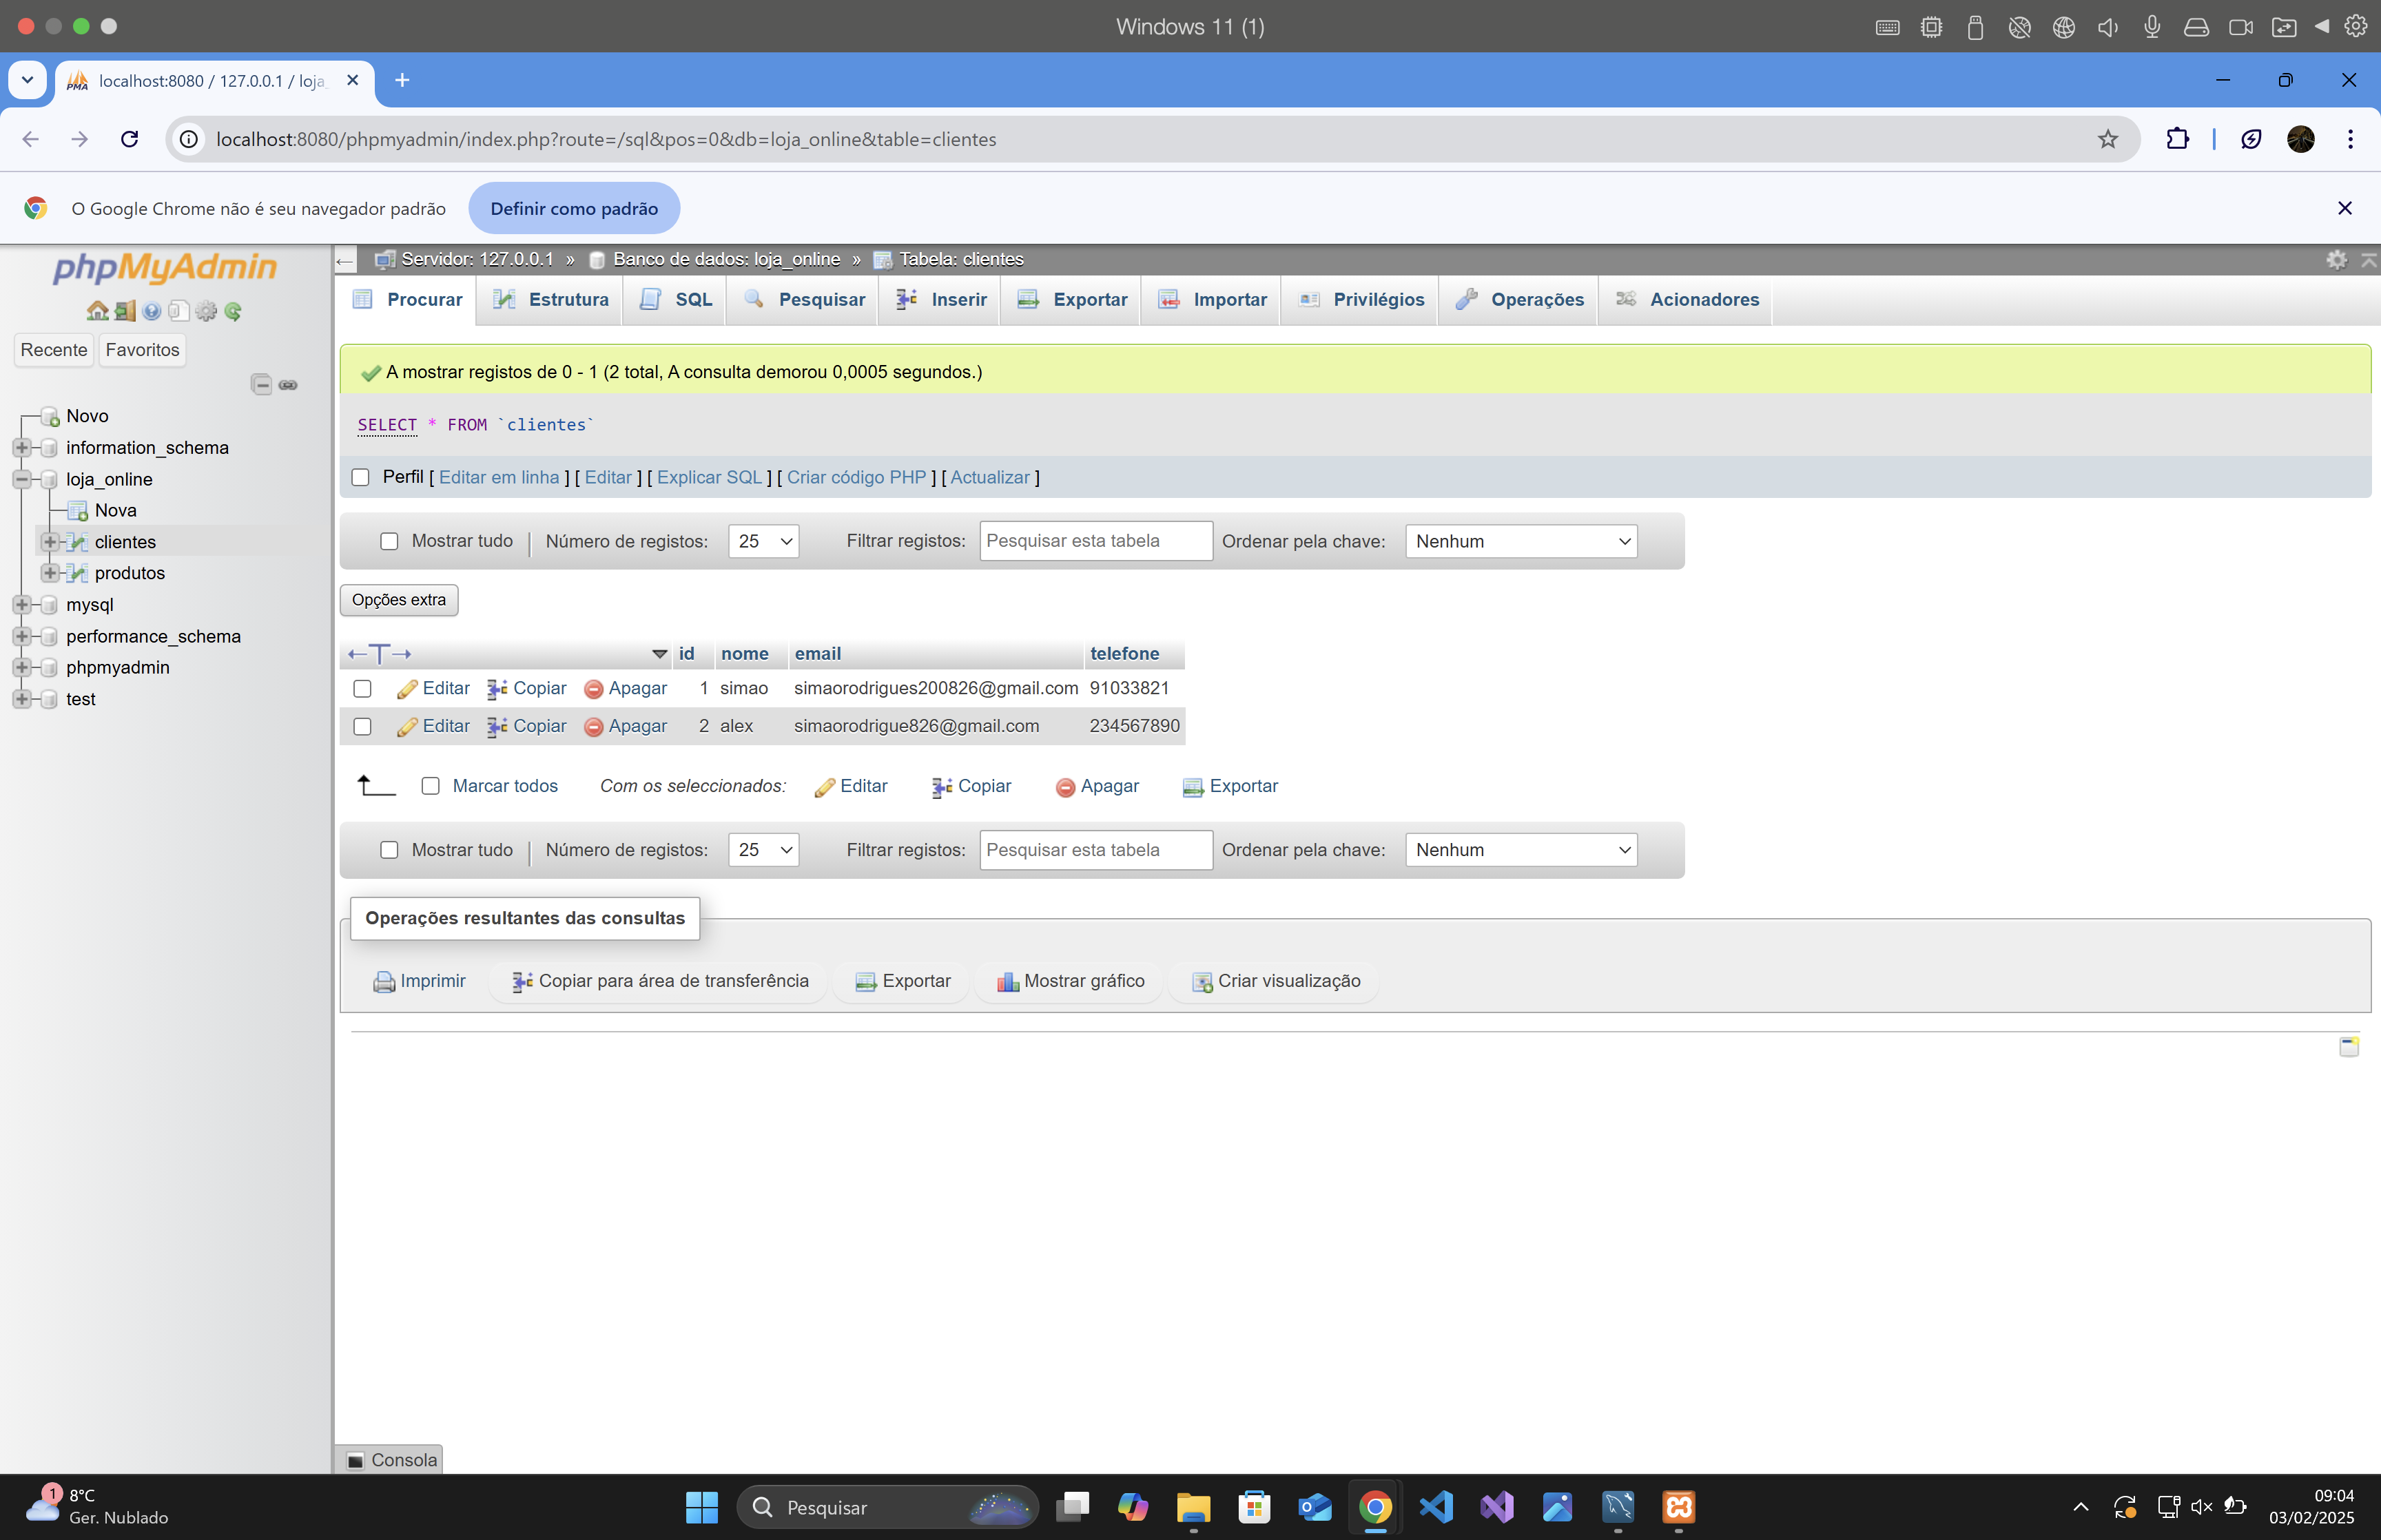 Windows 11 (1)
localhost:8080 / 127.0.0.1 / loja_
localhost:8080/phpmyadmin/index.php?route=/sql&pos=0&db=loja_online&table=clientes
O Google Chrome não é seu navegador padrão
Definir como padrão
phpMyAdmin
Recente
Favoritos
Novo
information_schema
loja_online
Nova
clientes
produtos
mysql
performance_schema
phpmyadmin
test
Servidor: 127.0.0.1 » Banco de dados: loja_online » Tabela: clientes
Procurar Estrutura SQL Pesquisar Inserir Exportar Importar Privilégios Operações Acionadores
A mostrar registos de 0 - 1 (2 total, A consulta demorou 0,0005 segundos.)
SELECT * FROM `clientes`
Perfil [ Editar em linha ] [ Editar ] [ Explicar SQL ] [ Criar código PHP ] [ Actualizar ]
Mostrar tudo | Número de registos: 25 Filtrar registos: Pesquisar esta tabela Ordenar pela chave: Nenhum
Opções extra
←T→ id nome email telefone
Editar Copiar Apagar 1 simao simaorodrigues200826@gmail.com 91033821
Editar Copiar Apagar 2 alex simaorodrigue826@gmail.com 234567890
Marcar todos Com os seleccionados: Editar Copiar Apagar Exportar
Mostrar tudo | Número de registos: 25 Filtrar registos: Pesquisar esta tabela Ordenar pela chave: Nenhum
Operações resultantes das consultas
Imprimir Copiar para área de transferência Exportar Mostrar gráfico Criar visualização
Consola
1
8°C
Ger. Nublado
Pesquisar
09:04
03/02/2025